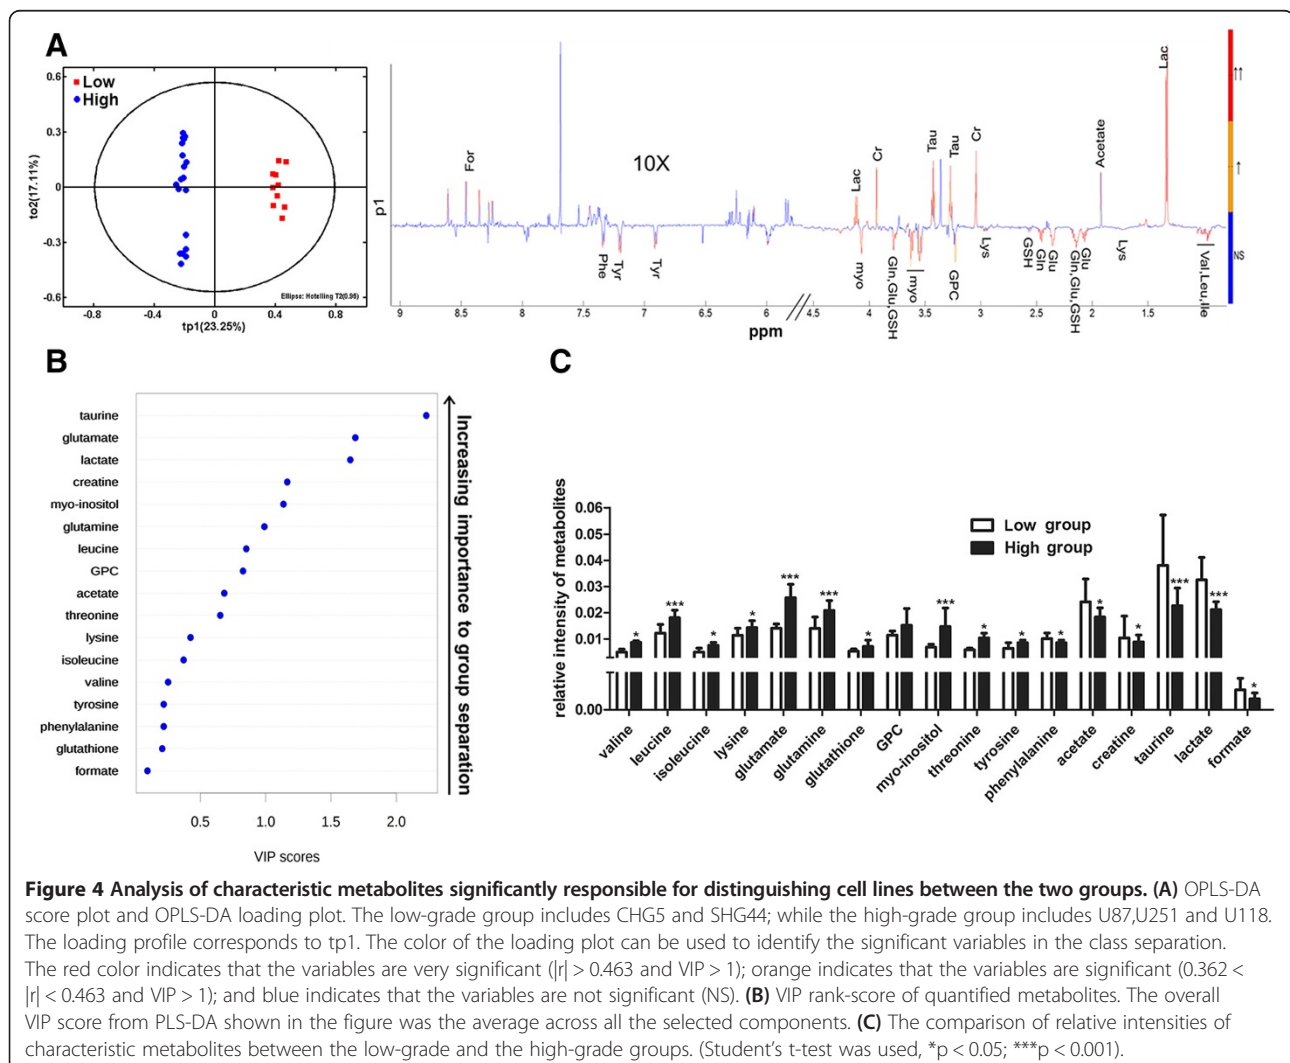 A
Low
High
0.6
0.3
0
-0.3
-0.6
to2(17.11%)
-0.8
-0.4
0
0.4
0.8
tp1(23.25%)
Ellipse: Hotelling T2(0.95)
p1
10X
For
Phe
Tyr
Tyr
Lac
myo
Cr
Gln,Glu,GSH
myo
Tau
Tau
GPC
Cr
Lys
GSH
Gln
Glu
Gln,Glu,GSH
Glu
Acetate
Lys
Lac
Val,Leu,Ile
↑↑
↑
NS
9 8.5 8 7.5 7 6.5 6 4.5 4 3.5 3 2.5 2 1.5
ppm
B
taurine
glutamate
lactate
creatine
myo-inositol
glutamine
leucine
GPC
acetate
threonine
lysine
isoleucine
valine
tyrosine
phenylalanine
glutathione
formate
0.5 1.0 1.5 2.0
VIP scores
Increasing importance to group separation
C
relative intensity of metabolites
0.06
0.05
0.04
0.03
0.02
0.01
0.00
Low group
High group
* *** * * *** *** * *** * * * * * *** *** *
valine
leucine
isoleucine
lysine
glutamate
glutamine
glutathione
GPC
myo-inositol
threonine
tyrosine
phenylalanine
acetate
creatine
taurine
lactate
formate
Figure 4 Analysis of characteristic metabolites significantly responsible for distinguishing cell lines between the two groups. (A) OPLS-DA
score plot and OPLS-DA loading plot. The low-grade group includes CHG5 and SHG44; while the high-grade group includes U87,U251 and U118.
The loading profile corresponds to tp1. The color of the loading plot can be used to identify the significant variables in the class separation.
The red color indicates that the variables are very significant (|r| > 0.463 and VIP > 1); orange indicates that the variables are significant (0.362 <
|r| < 0.463 and VIP > 1); and blue indicates that the variables are not significant (NS). (B) VIP rank-score of quantified metabolites. The overall
VIP score from PLS-DA shown in the figure was the average across all the selected components. (C) The comparison of relative intensities of
characteristic metabolites between the low-grade and the high-grade groups. (Student's t-test was used, *p < 0.05; ***p < 0.001).